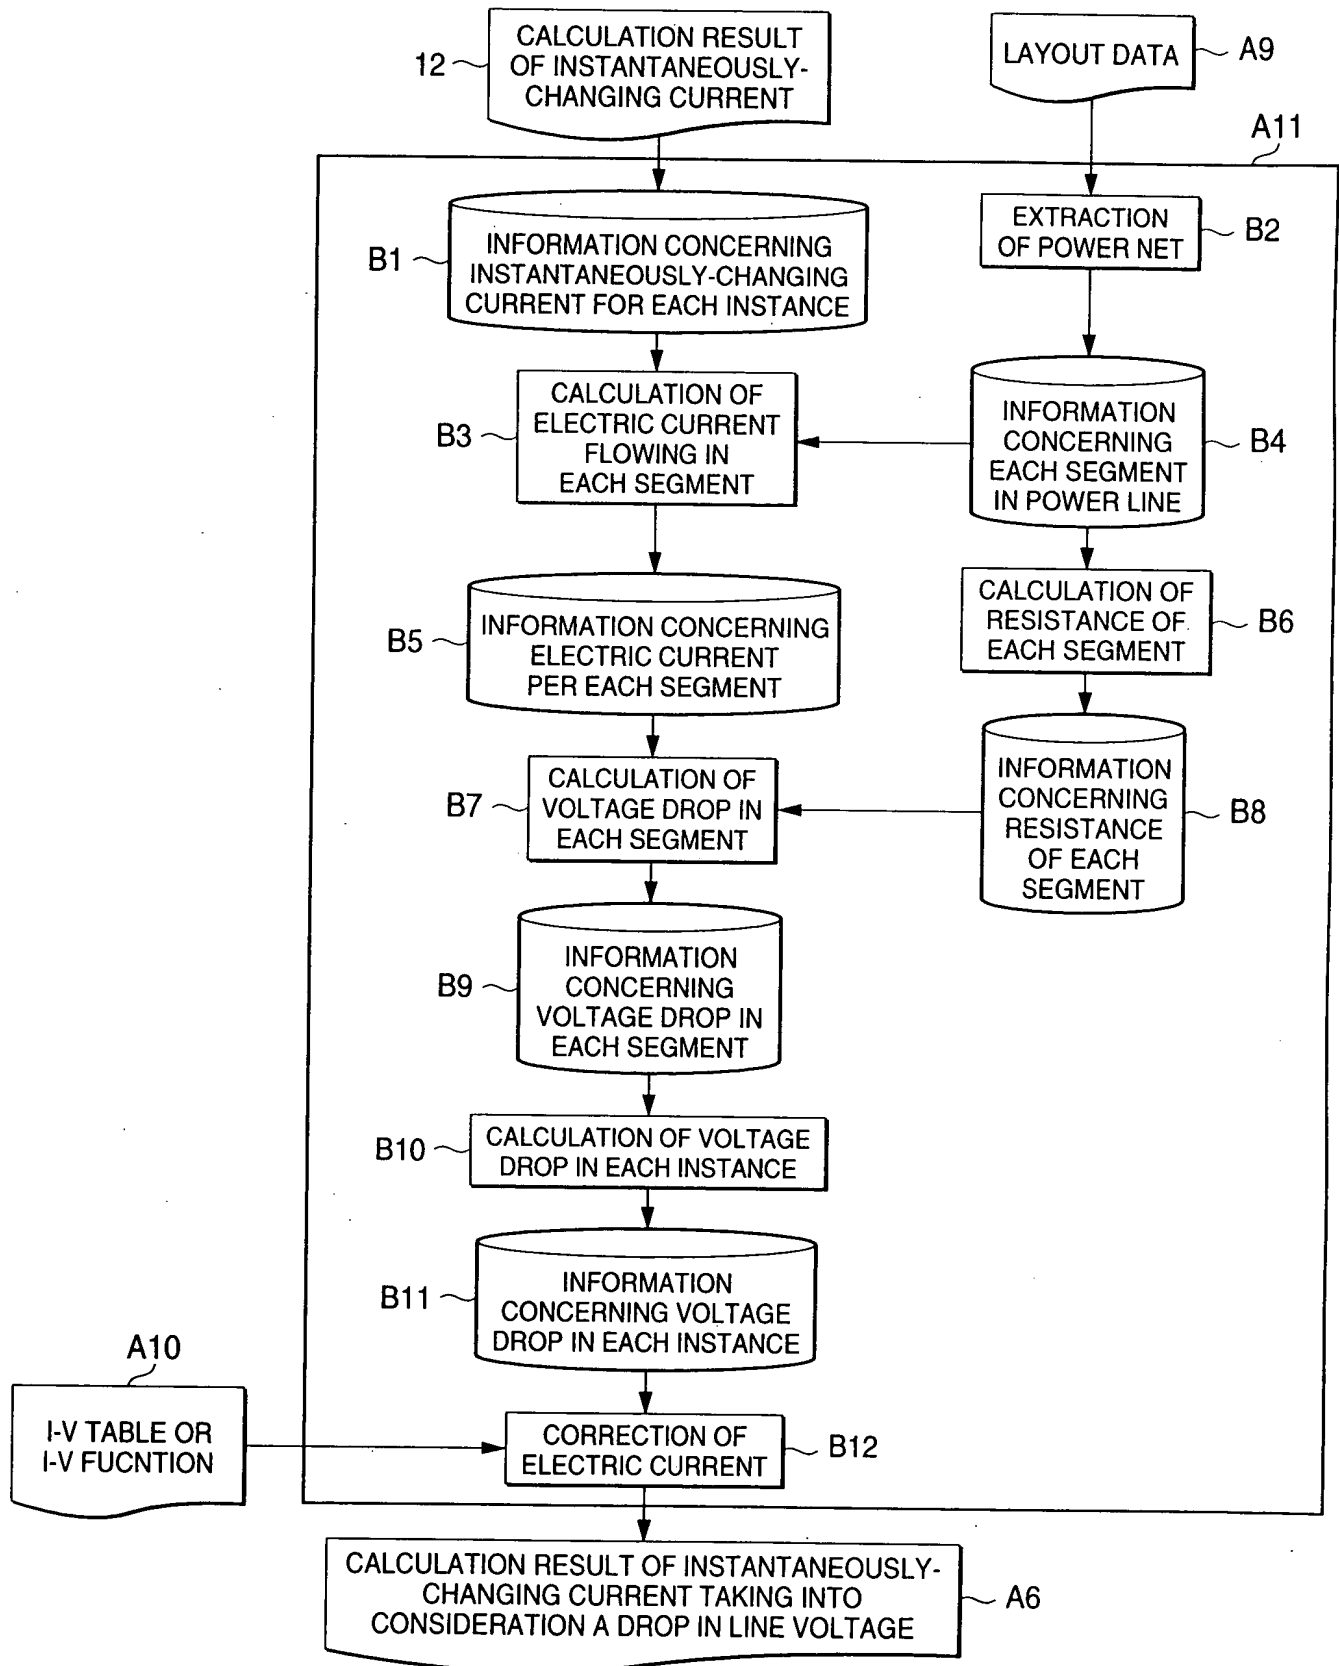 CALCULATION RESULT
OF INSTANTANEOUSLY-
CHANGING CURRENT
12
LAYOUT DATA
A9
A11
INFORMATION CONCERNING
INSTANTANEOUSLY-CHANGING
CURRENT FOR EACH INSTANCE
B1
EXTRACTION
OF POWER NET
B2
CALCULATION OF
ELECTRIC CURRENT
FLOWING IN
EACH SEGMENT
B3
INFORMATION
CONCERNING
EACH SEGMENT
IN POWER LINE
B4
INFORMATION CONCERNING
ELECTRIC CURRENT
PER EACH SEGMENT
B5
CALCULATION OF
RESISTANCE OF
EACH SEGMENT
B6
CALCULATION OF
VOLTAGE DROP IN
EACH SEGMENT
B7
INFORMATION
CONCERNING
RESISTANCE
OF EACH
SEGMENT
B8
INFORMATION
CONCERNING
VOLTAGE DROP IN
EACH SEGMENT
B9
CALCULATION OF VOLTAGE
DROP IN EACH INSTANCE
B10
INFORMATION
CONCERNING VOLTAGE
DROP IN EACH INSTANCE
B11
A10
I-V TABLE OR
I-V FUCNTION
CORRECTION OF
ELECTRIC CURRENT
B12
CALCULATION RESULT OF INSTANTANEOUSLY-
CHANGING CURRENT TAKING INTO
CONSIDERATION A DROP IN LINE VOLTAGE
A6